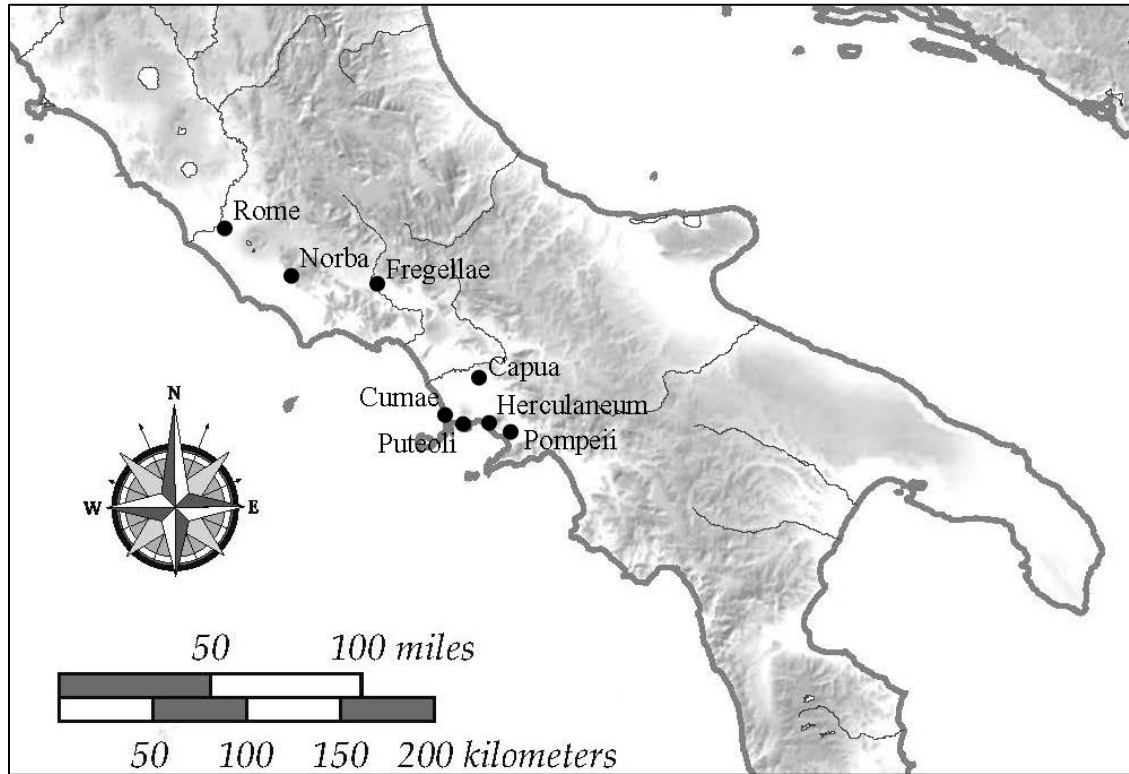 Rome
Norba
Fregellae
Capua
Cumae
Herculaneum
Puteoli
Pompeii
N
W
E
S
50 100 miles
50 100 150 200 kilometers